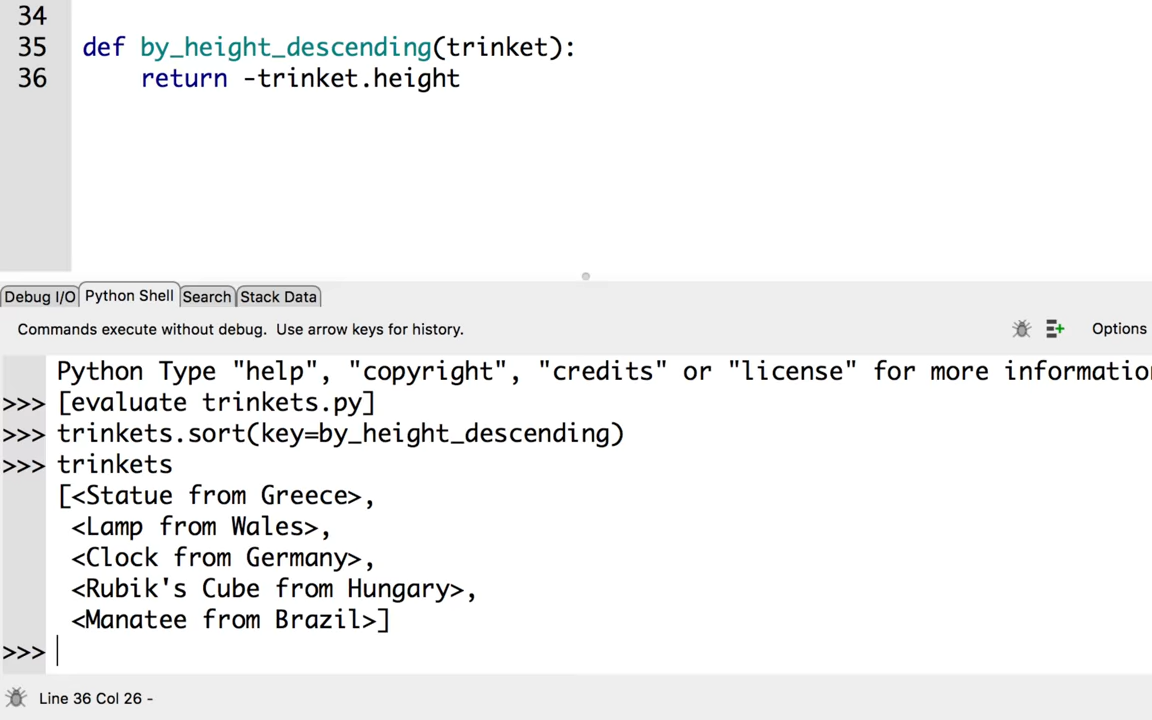 34
35 def by_height_descending(trinket):
36 return -trinket.height
Debug I/O Python Shell Search Stack Data
Commands execute without debug. Use arrow keys for history.
Options
Python Type "help", "copyright", "credits" or "license" for more informatio
>>> [evaluate trinkets.py]
>>> trinkets.sort(key=by_height_descending)
>>> trinkets
[<Statue from Greece>,
<Lamp from Wales>,
<Clock from Germany>,
<Rubik's Cube from Hungary>,
<Manatee from Brazil>]
>>>
Line 36 Col 26 -